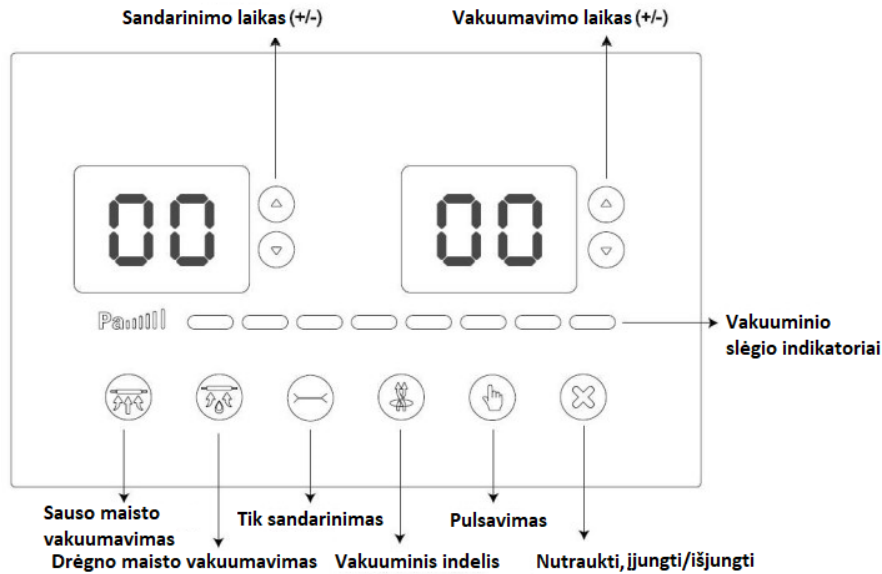 Sandarinimo laikas (+/-)
Vakuumavimo laikas (+/-)
00
00
Pa
Vakuuminio
slėgio indikatoriai
Sauso maisto
vakuumavimas
Drėgno maisto vakuumavimas
Tik sandarinimas
Vakuuminis indelis
Pulsavimas
Nutraukti, įjungti/išjungti